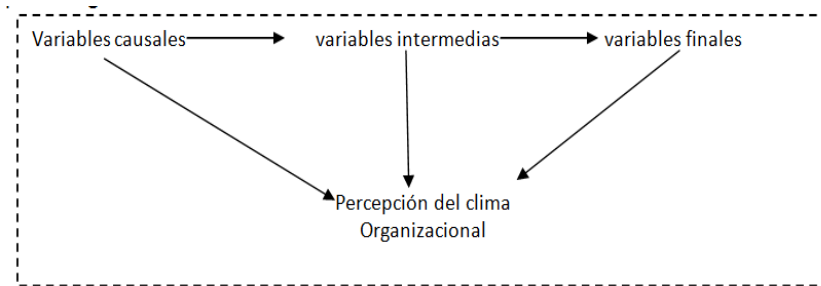 Variables causales variables intermedias variables finales
Percepción del clima
Organizacional